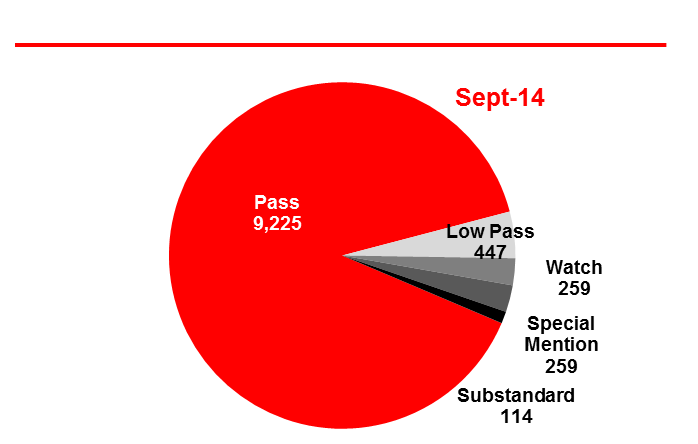 Sept-14
Pass
9,225
Low Pass
447
Watch
259
Special
Mention
259
Substandard
114